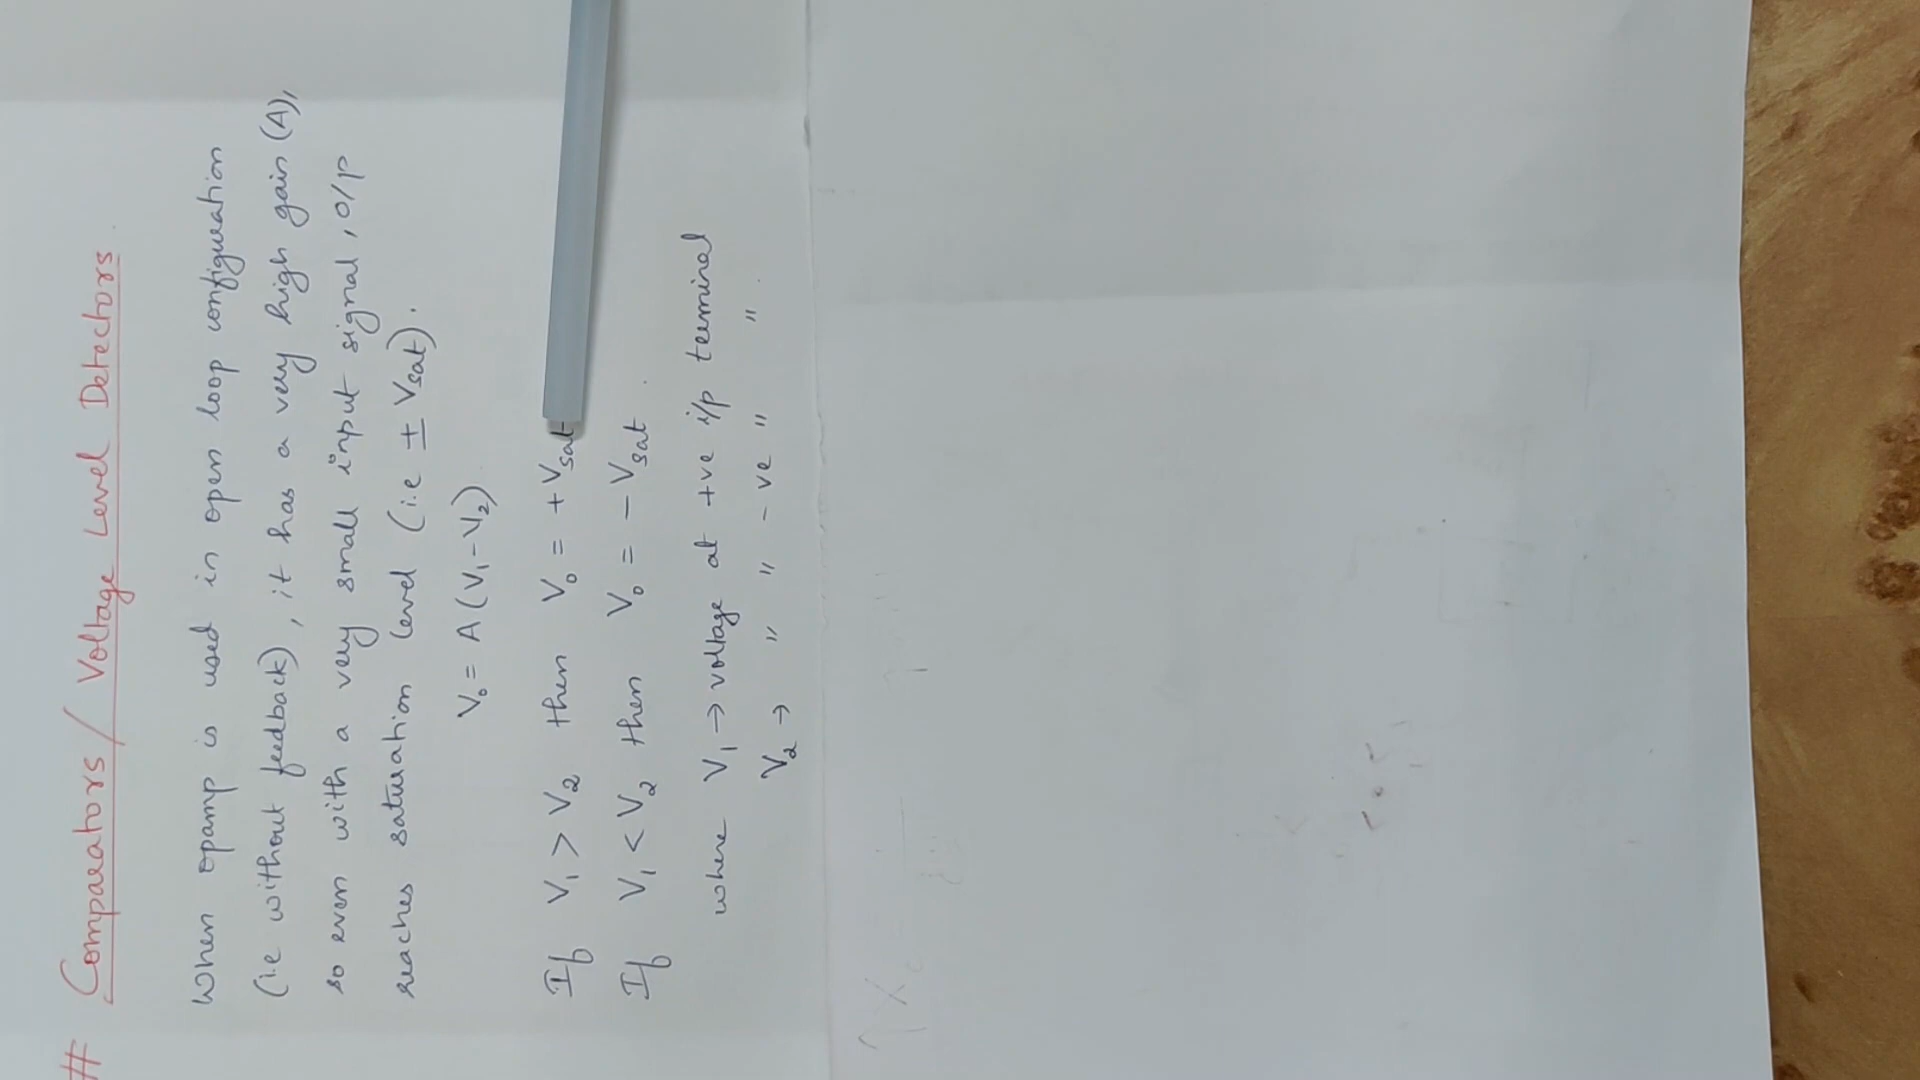 # Comparators / Voltage Level Detectors
When opamp is used in open loop configuration
(i.e without feedback), it has a very high gain (A),
so even with a very small input signal, o/p
reaches saturation level (i.e ± Vsat).
V₀ = A (V₁ - V₂)
If V₁ > V₂ then V₀ = + Vsat
If V₁ < V₂ then V₀ = - Vsat.
where V₁ → voltage at +ve i/p terminal
V₂ → " " -ve " " .